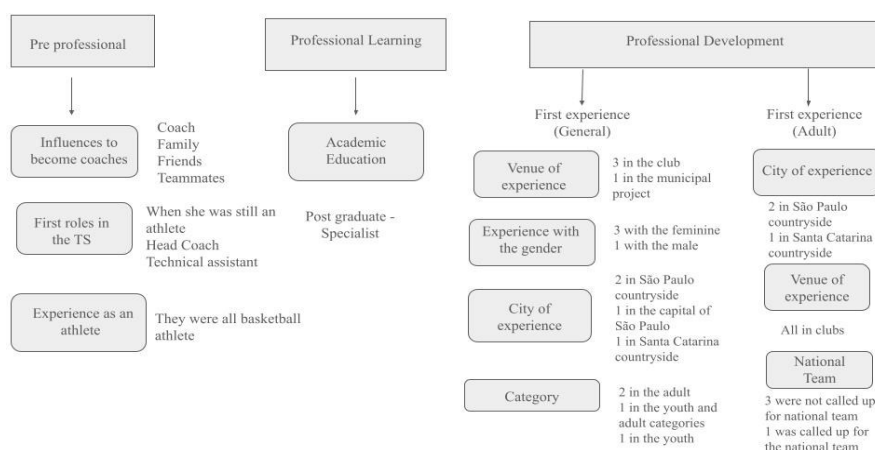 Pre professional
Influences to
become coaches
Coach
Family
Friends
Teammates
First roles in
the TS
When she was still an
athlete
Head Coach
Technical assistant
Experience as an
athlete
They were all basketball
athlete
Professional Learning
Academic
Education
Post graduate -
Specialist
Professional Development
First experience
(General)
Venue of
experience
3 in the club
1 in the municipal
project
Experience with
the gender
3 with the feminine
1 with the male
City of
experience
2 in São Paulo
countryside
1 in the capital of
São Paulo
1 in Santa Catarina
countryside
Category
2 in the adult
1 in the youth and
adult categories
1 in the youth
First experience
(Adult)
City of experience
2 in São Paulo
countryside
1 in Santa Catarina
countryside
Venue of
experience
All in clubs
National
Team
3 were not called up
for national team
1 was called up for
the national team